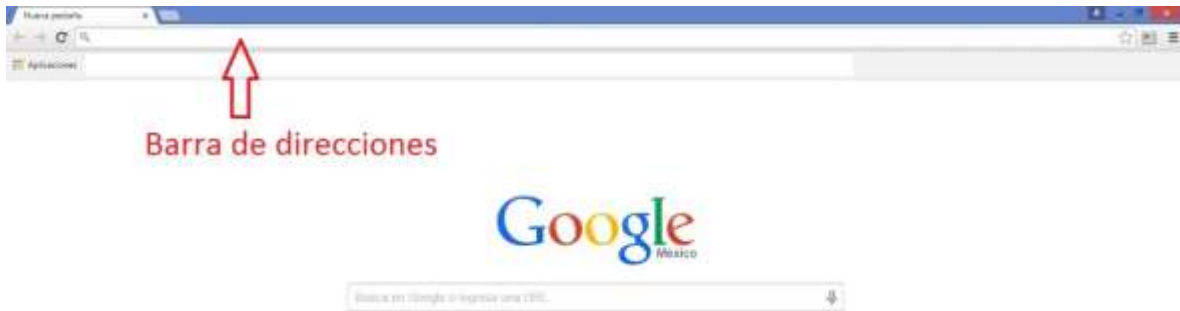 Nueva pestaña
Aplicaciones
Barra de direcciones
Google
México
Busca en Google o ingresa una URL